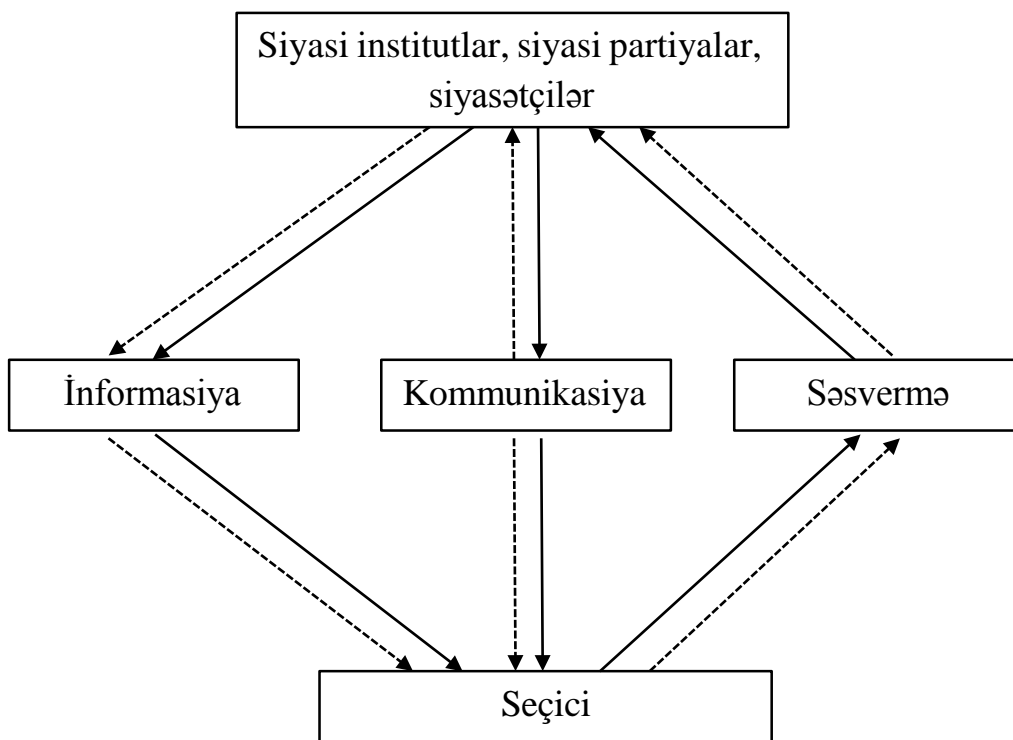 Siyasi institutlar, siyasi partiyalar,
siyasətçilər
İnformasiya
Kommunikasiya
Səsvermə
Seçici